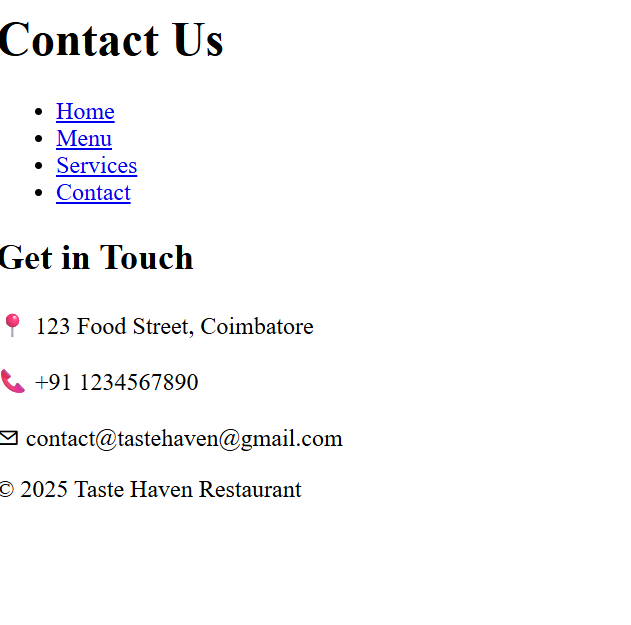 Contact Us
Home
Menu
Services
Contact
Get in Touch
📍 123 Food Street, Coimbatore
📞 +91 1234567890
✉ contact@tastehaven@gmail.com
© 2025 Taste Haven Restaurant